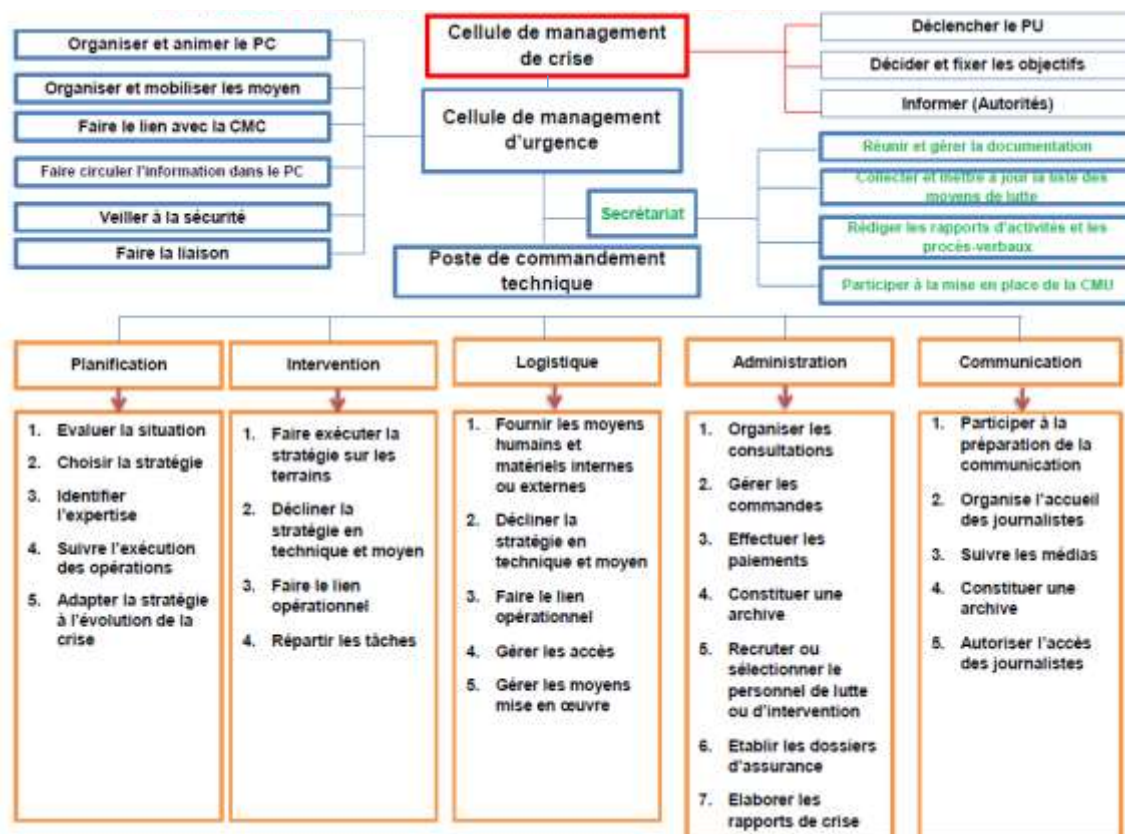 Cellule de management
de crise
Déclencher le PU
Décider et fixer les objectifs
Informer (Autorités)
Organiser et animer le PC
Organiser et mobiliser les moyen
Faire le lien avec la CMC
Faire circuler l'information dans le PC
Veiller à la sécurité
Faire la liaison
Cellule de management
d'urgence
Secrétariat
Réunir et gérer la documentation
Collecter et mettre à jour la liste des
moyens de lutte
Rédiger les rapports d'activités et les
procès-verbaux
Participer à la mise en place de la CMU
Poste de commandement
technique
Planification
1. Evaluer la situation
2. Choisir la stratégie
3. Identifier
l'expertise
4. Suivre l'exécution
des opérations
5. Adapter la stratégie
à l'évolution de la
crise
Intervention
1. Faire exécuter la
stratégie sur les
terrains
2. Décliner la
stratégie en
technique et moyen
3. Faire le lien
opérationnel
4. Répartir les tâches
Logistique
1. Fournir les moyens
humains et
matériels internes
ou externes
2. Décliner la
stratégie en
technique et moyen
3. Faire le lien
opérationnel
4. Gérer les accès
5. Gérer les moyens
mise en œuvre
Administration
1. Organiser les
consultations
2. Gérer les
commandes
3. Effectuer les
paiements
4. Constituer une
archive
5. Recruter ou
sélectionner le
personnel de lutte
ou d'intervention
6. Etablir les dossiers
d'assurance
7. Elaborer les
rapports de crise
Communication
1. Participer à la
préparation de la
communication
2. Organise l'accueil
des journalistes
3. Suivre les médias
4. Constituer une
archive
5. Autoriser l'accès
des journalistes